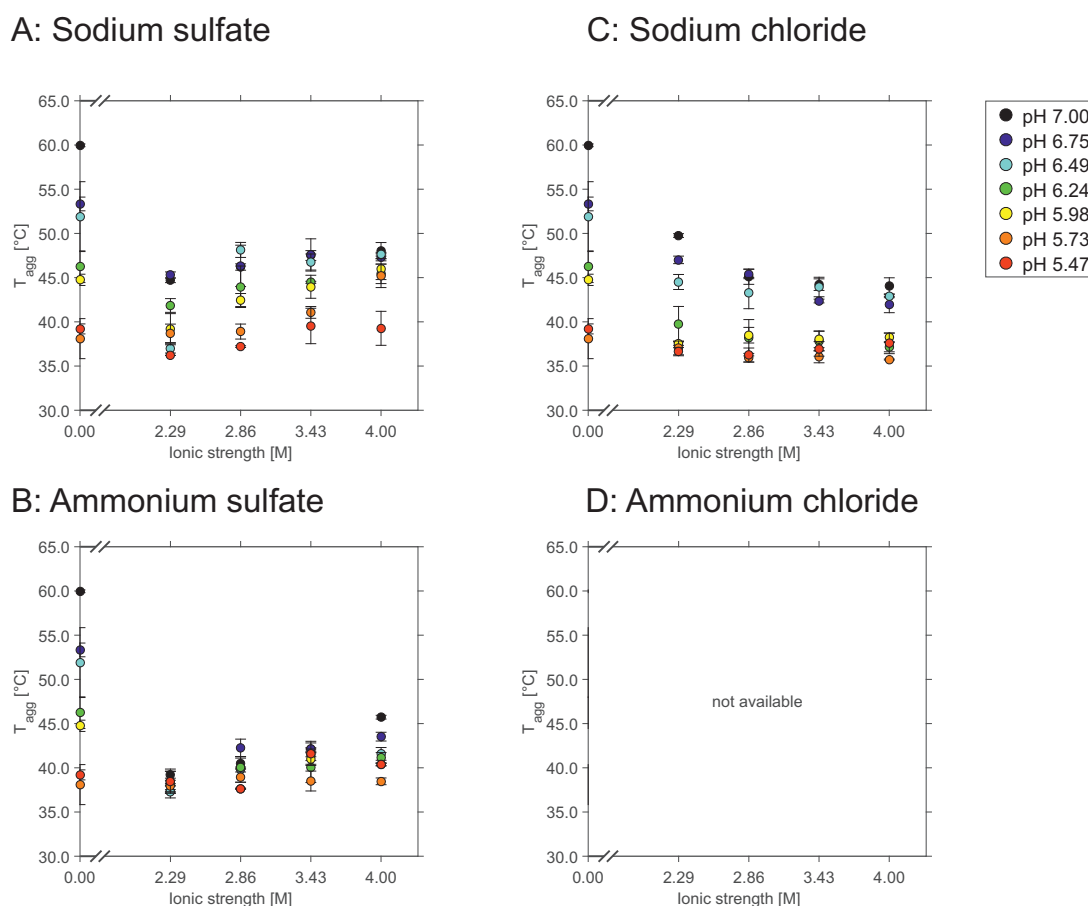 A: Sodium sulfate
65.0
60.0
55.0
50.0
45.0
40.0
35.0
30.0
T_agg [°C]
0.00 2.29 2.86 3.43 4.00
Ionic strength [M]
C: Sodium chloride
65.0
60.0
55.0
50.0
45.0
40.0
35.0
30.0
T_agg [°C]
0.00 2.29 2.86 3.43 4.00
Ionic strength [M]
pH 7.00
pH 6.75
pH 6.49
pH 6.24
pH 5.98
pH 5.73
pH 5.47
B: Ammonium sulfate
65.0
60.0
55.0
50.0
45.0
40.0
35.0
30.0
T_agg [°C]
0.00 2.29 2.86 3.43 4.00
Ionic strength [M]
D: Ammonium chloride
65.0
60.0
55.0
50.0
45.0
40.0
35.0
30.0
T_agg [°C]
not available
0.00 2.29 2.86 3.43 4.00
Ionic strength [M]